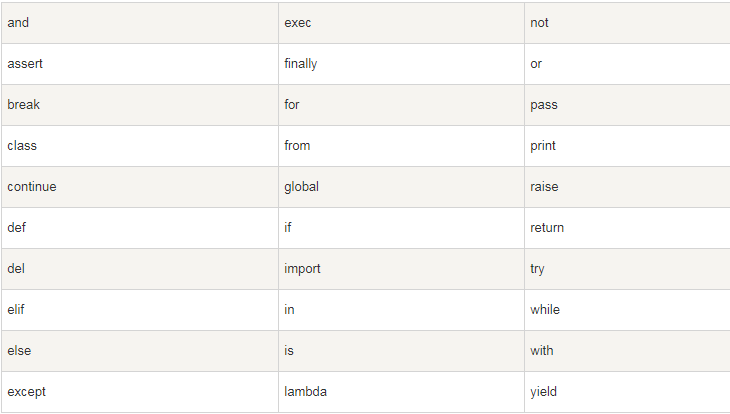 and exec not
assert finally or
break for pass
class from print
continue global raise
def if return
del import try
elif in while
else is with
except lambda yield